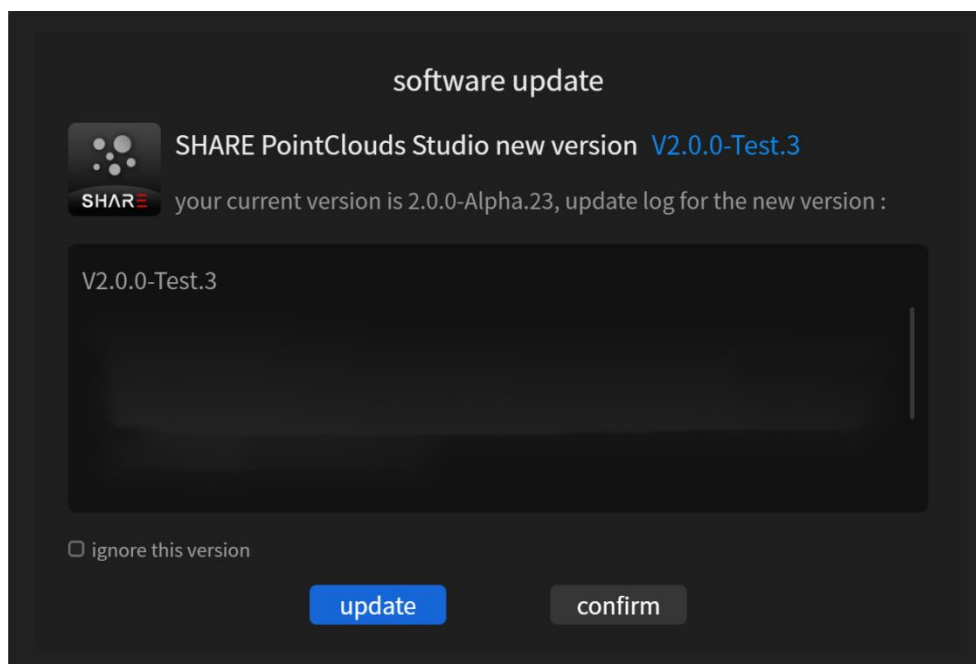 software update
SHARE PointClouds Studio new version V2.0.0-Test.3
SHARE
your current version is 2.0.0-Alpha.23, update log for the new version :
V2.0.0-Test.3
ignore this version
update
confirm